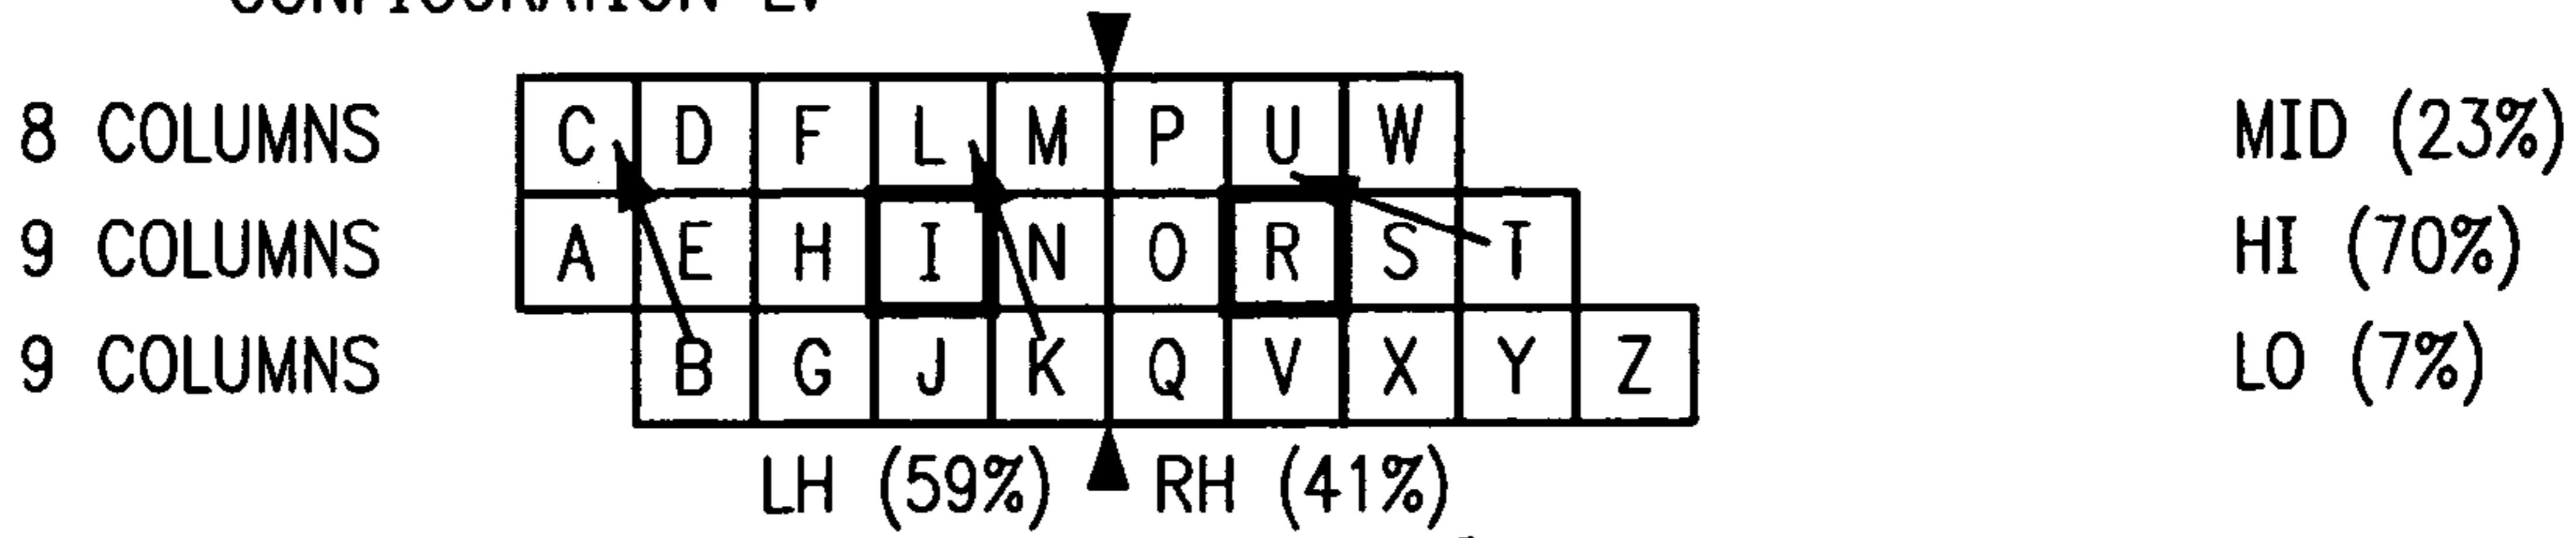 8 COLUMNS C D F L M P U W MID (23%)
9 COLUMNS A E H I N O R S T HI (70%)
9 COLUMNS B G J K Q V X Y Z LO (7%)
LH (59%) RH (41%)